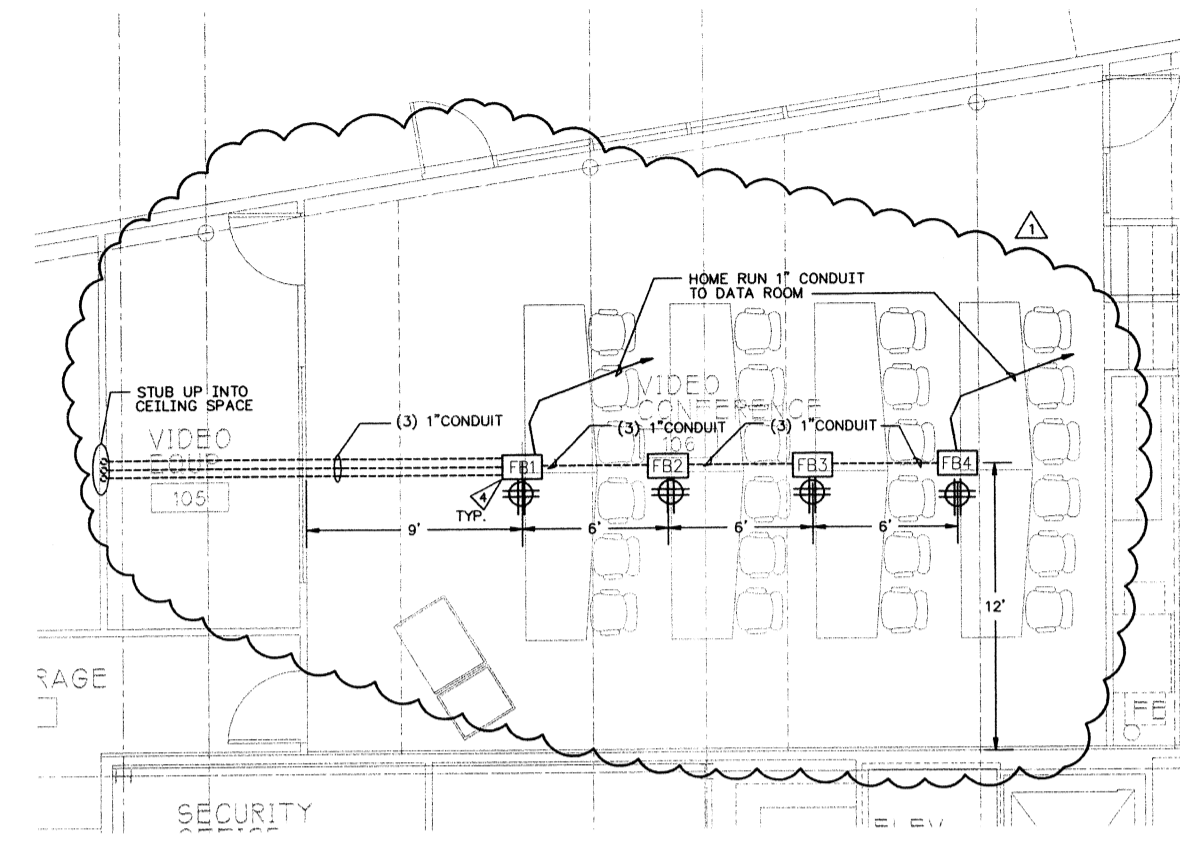 1
HOME RUN 1" CONDUIT
TO DATA ROOM
STUB UP INTO
CEILING SPACE
VIDEO
CONFERENCE
106
(3) 1"CONDUIT
(3) 1"CONDUIT
(3) 1"CONDUIT
VIDEO
EQUIP
105
FB1
FB2
FB3
FB4
4
TYP.
9'
6'
6'
6'
12'
RAGE
FE
SECURITY
OFFICE
ELEV